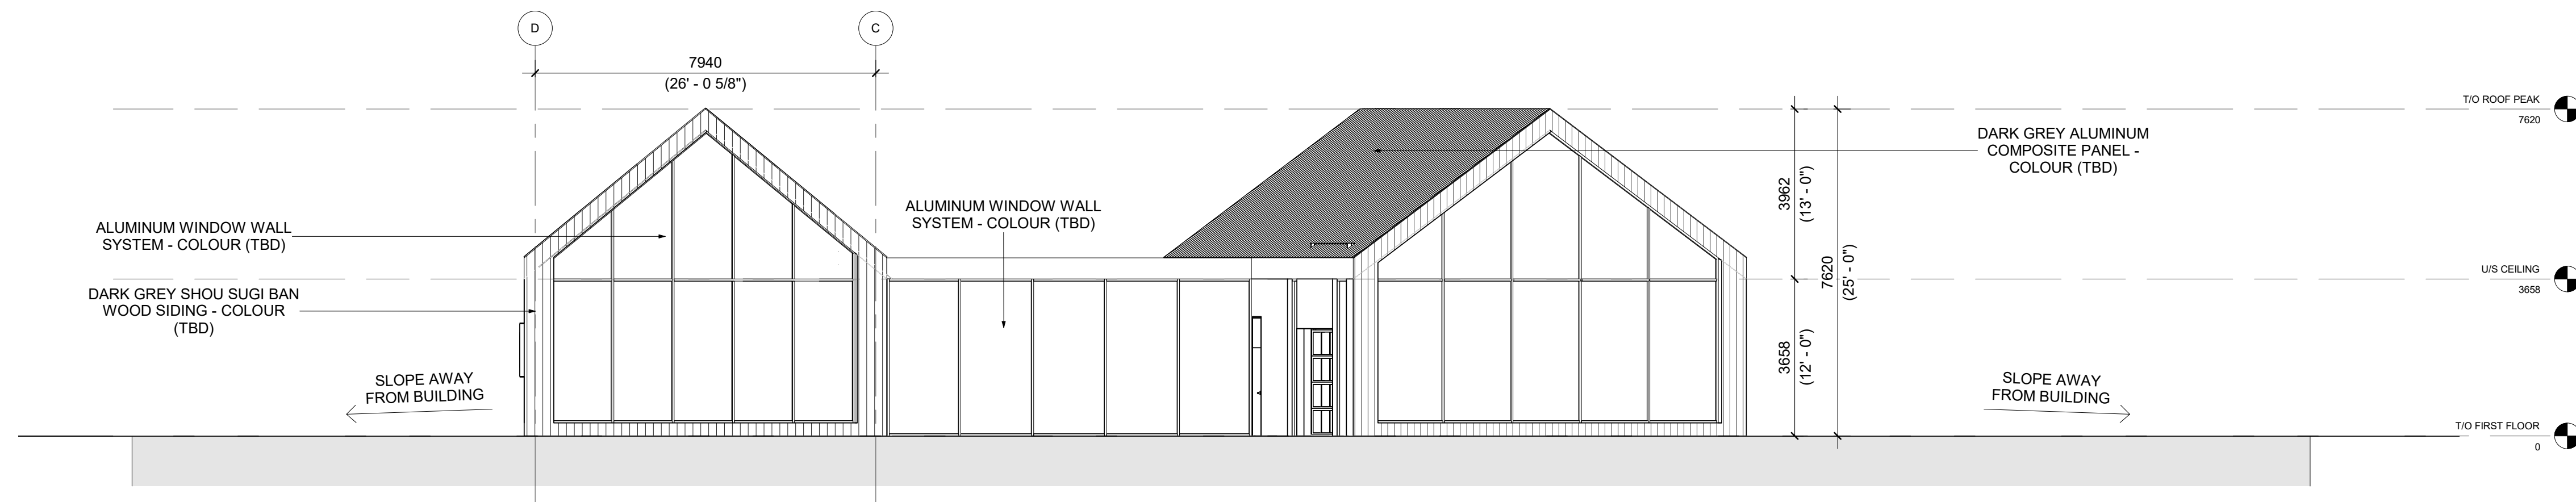 D
C
7940
(26' - 0 5/8")
T/O ROOF PEAK
7620
DARK GREY ALUMINUM
COMPOSITE PANEL -
COLOUR (TBD)
ALUMINUM WINDOW WALL
SYSTEM - COLOUR (TBD)
ALUMINUM WINDOW WALL
SYSTEM - COLOUR (TBD)
3962
(13' - 0")
7620
(25' - 0")
U/S CEILING
3658
DARK GREY SHOU SUGI BAN
WOOD SIDING - COLOUR
(TBD)
3658
(12' - 0")
SLOPE AWAY
FROM BUILDING
SLOPE AWAY
FROM BUILDING
T/O FIRST FLOOR
0